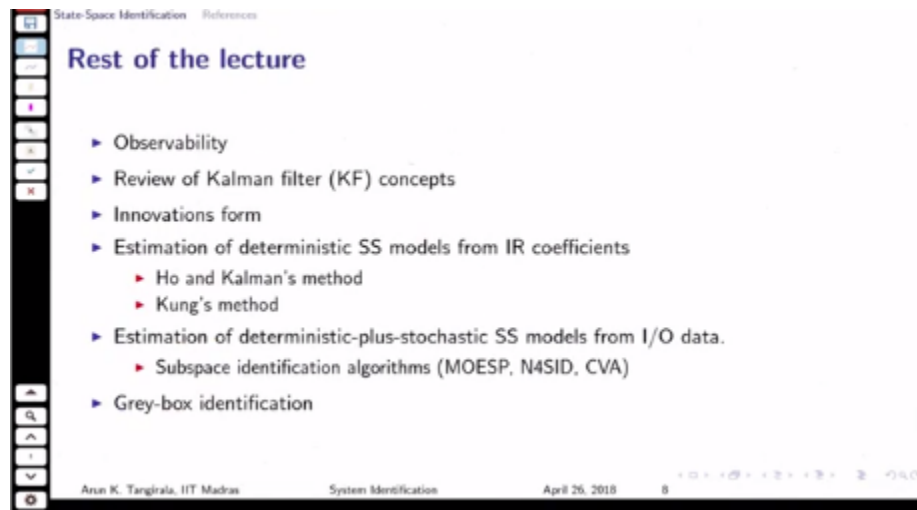 State-Space Identification References
Rest of the lecture
Observability
Review of Kalman filter (KF) concepts
Innovations form
Estimation of deterministic SS models from IR coefficients
Ho and Kalman's method
Kung's method
Estimation of deterministic-plus-stochastic SS models from I/O data.
Subspace identification algorithms (MOESP, N4SID, CVA)
Grey-box identification
Arun K. Tangirala, IIT Madras System Identification April 26, 2018 8